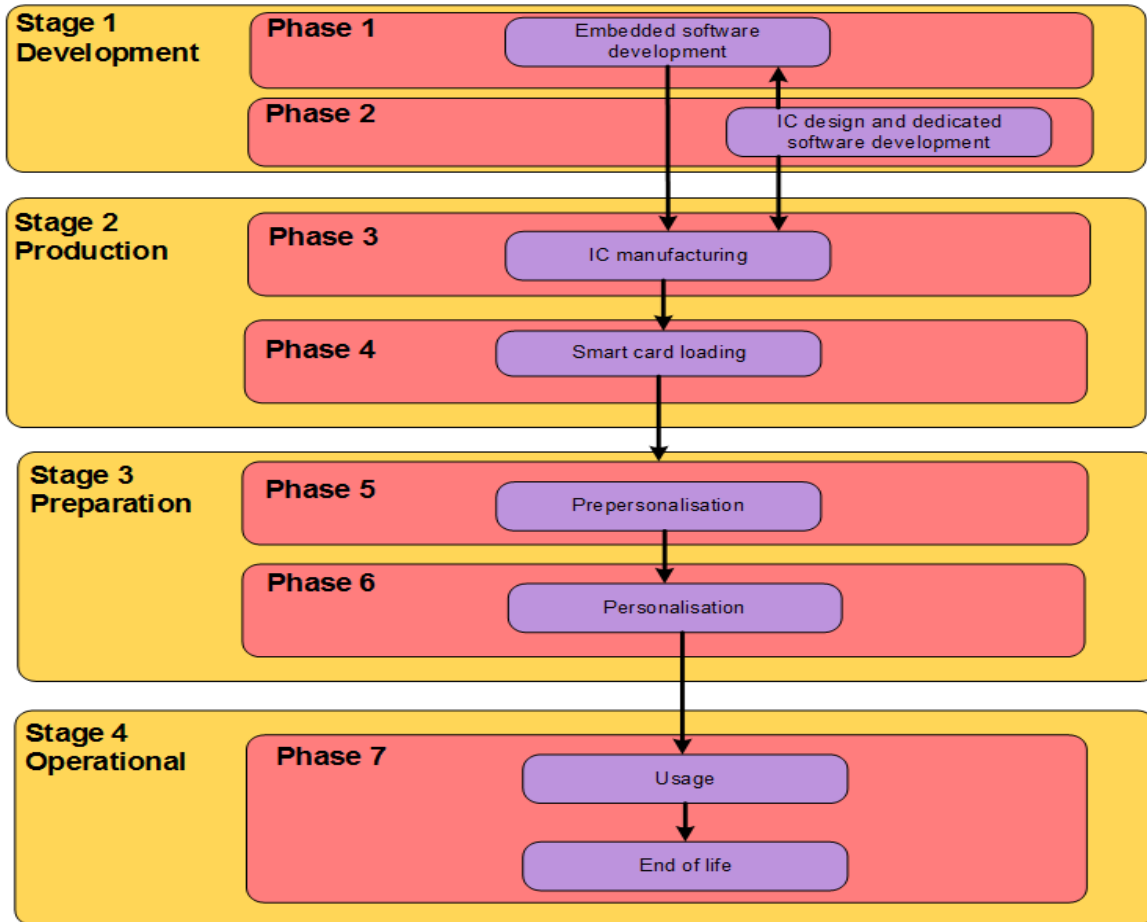 Stage 1
Development
Phase 1
Embedded software
development
Phase 2
IC design and dedicated
software development
Stage 2
Production
Phase 3
IC manufacturing
Phase 4
Smart card loading
Stage 3
Preparation
Phase 5
Prepersonalisation
Phase 6
Personalisation
Stage 4
Operational
Phase 7
Usage
End of life